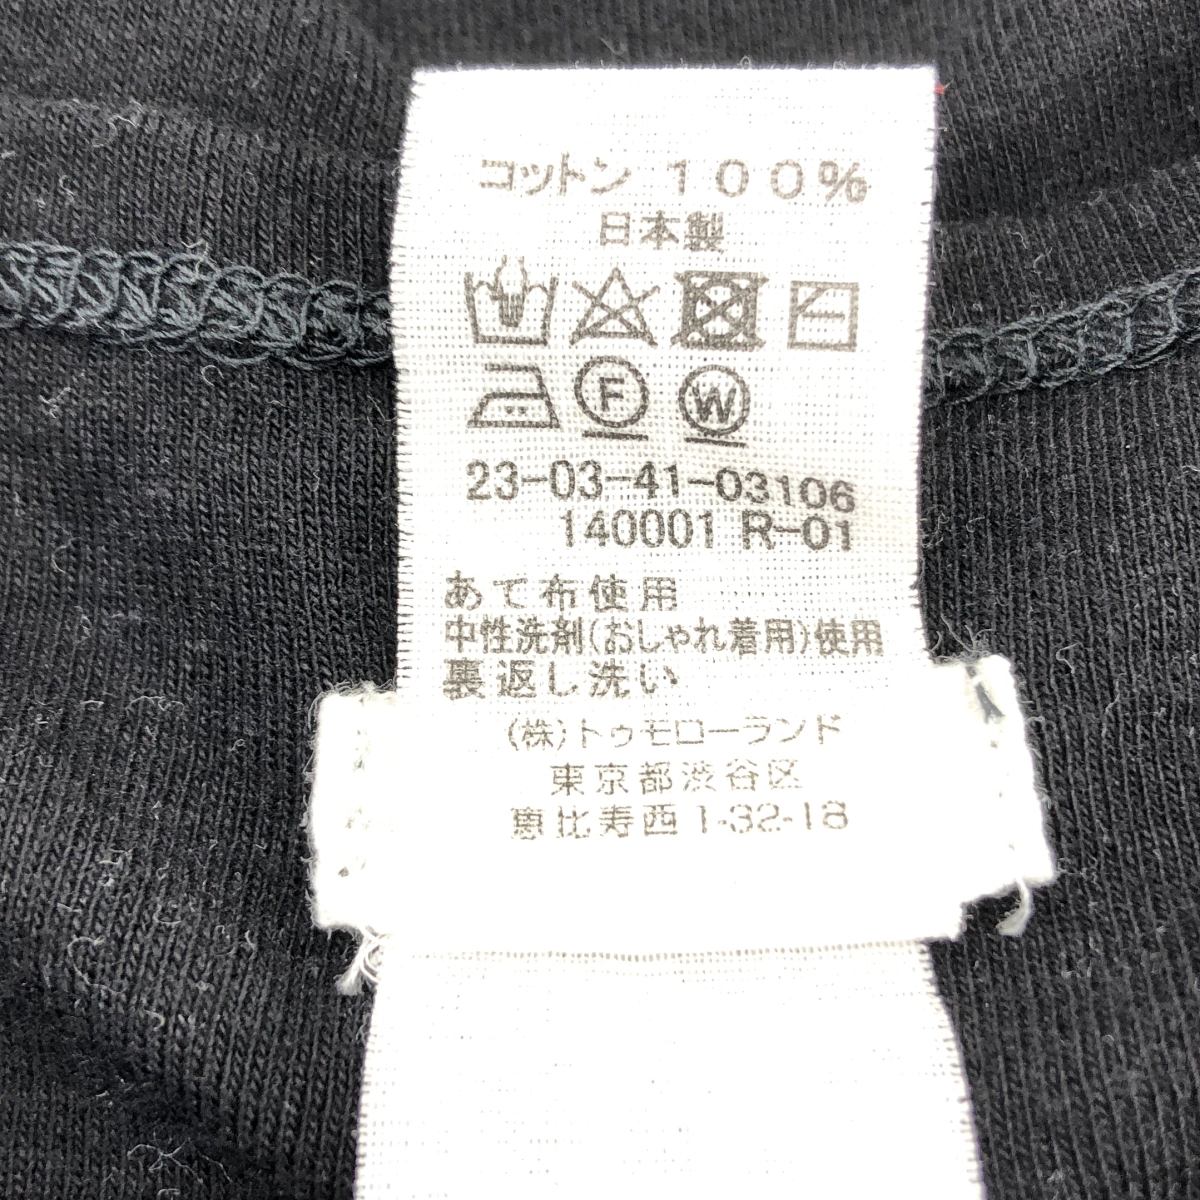 コットン 100%
日本製
F W
23-03-41-03106
140001 R-01
あて布使用
中性洗剤(おしゃれ着用)使用
裏返し洗い
(株)トゥモローランド
東京都渋谷区
恵比寿西1-32-18